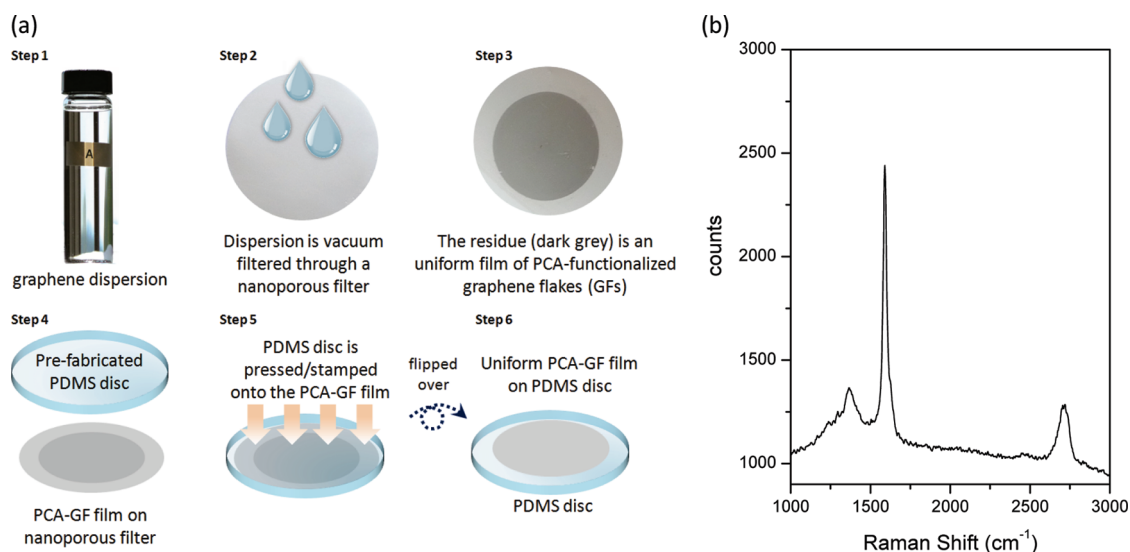 (a)
Step 1
A
graphene dispersion
Step 2
Dispersion is vacuum
filtered through a
nanoporous filter
Step 3
The residue (dark grey) is an
uniform film of PCA-functionalized
graphene flakes (GFs)
Step 4
Pre-fabricated
PDMS disc
PCA-GF film on
nanoporous filter
Step 5
PDMS disc is
pressed/stamped
onto the PCA-GF film
flipped
over
Step 6
Uniform PCA-GF film
on PDMS disc
PDMS disc
(b)
3000
2500
2000
1500
1000
counts
1000 1500 2000 2500 3000
Raman Shift (cm⁻¹)